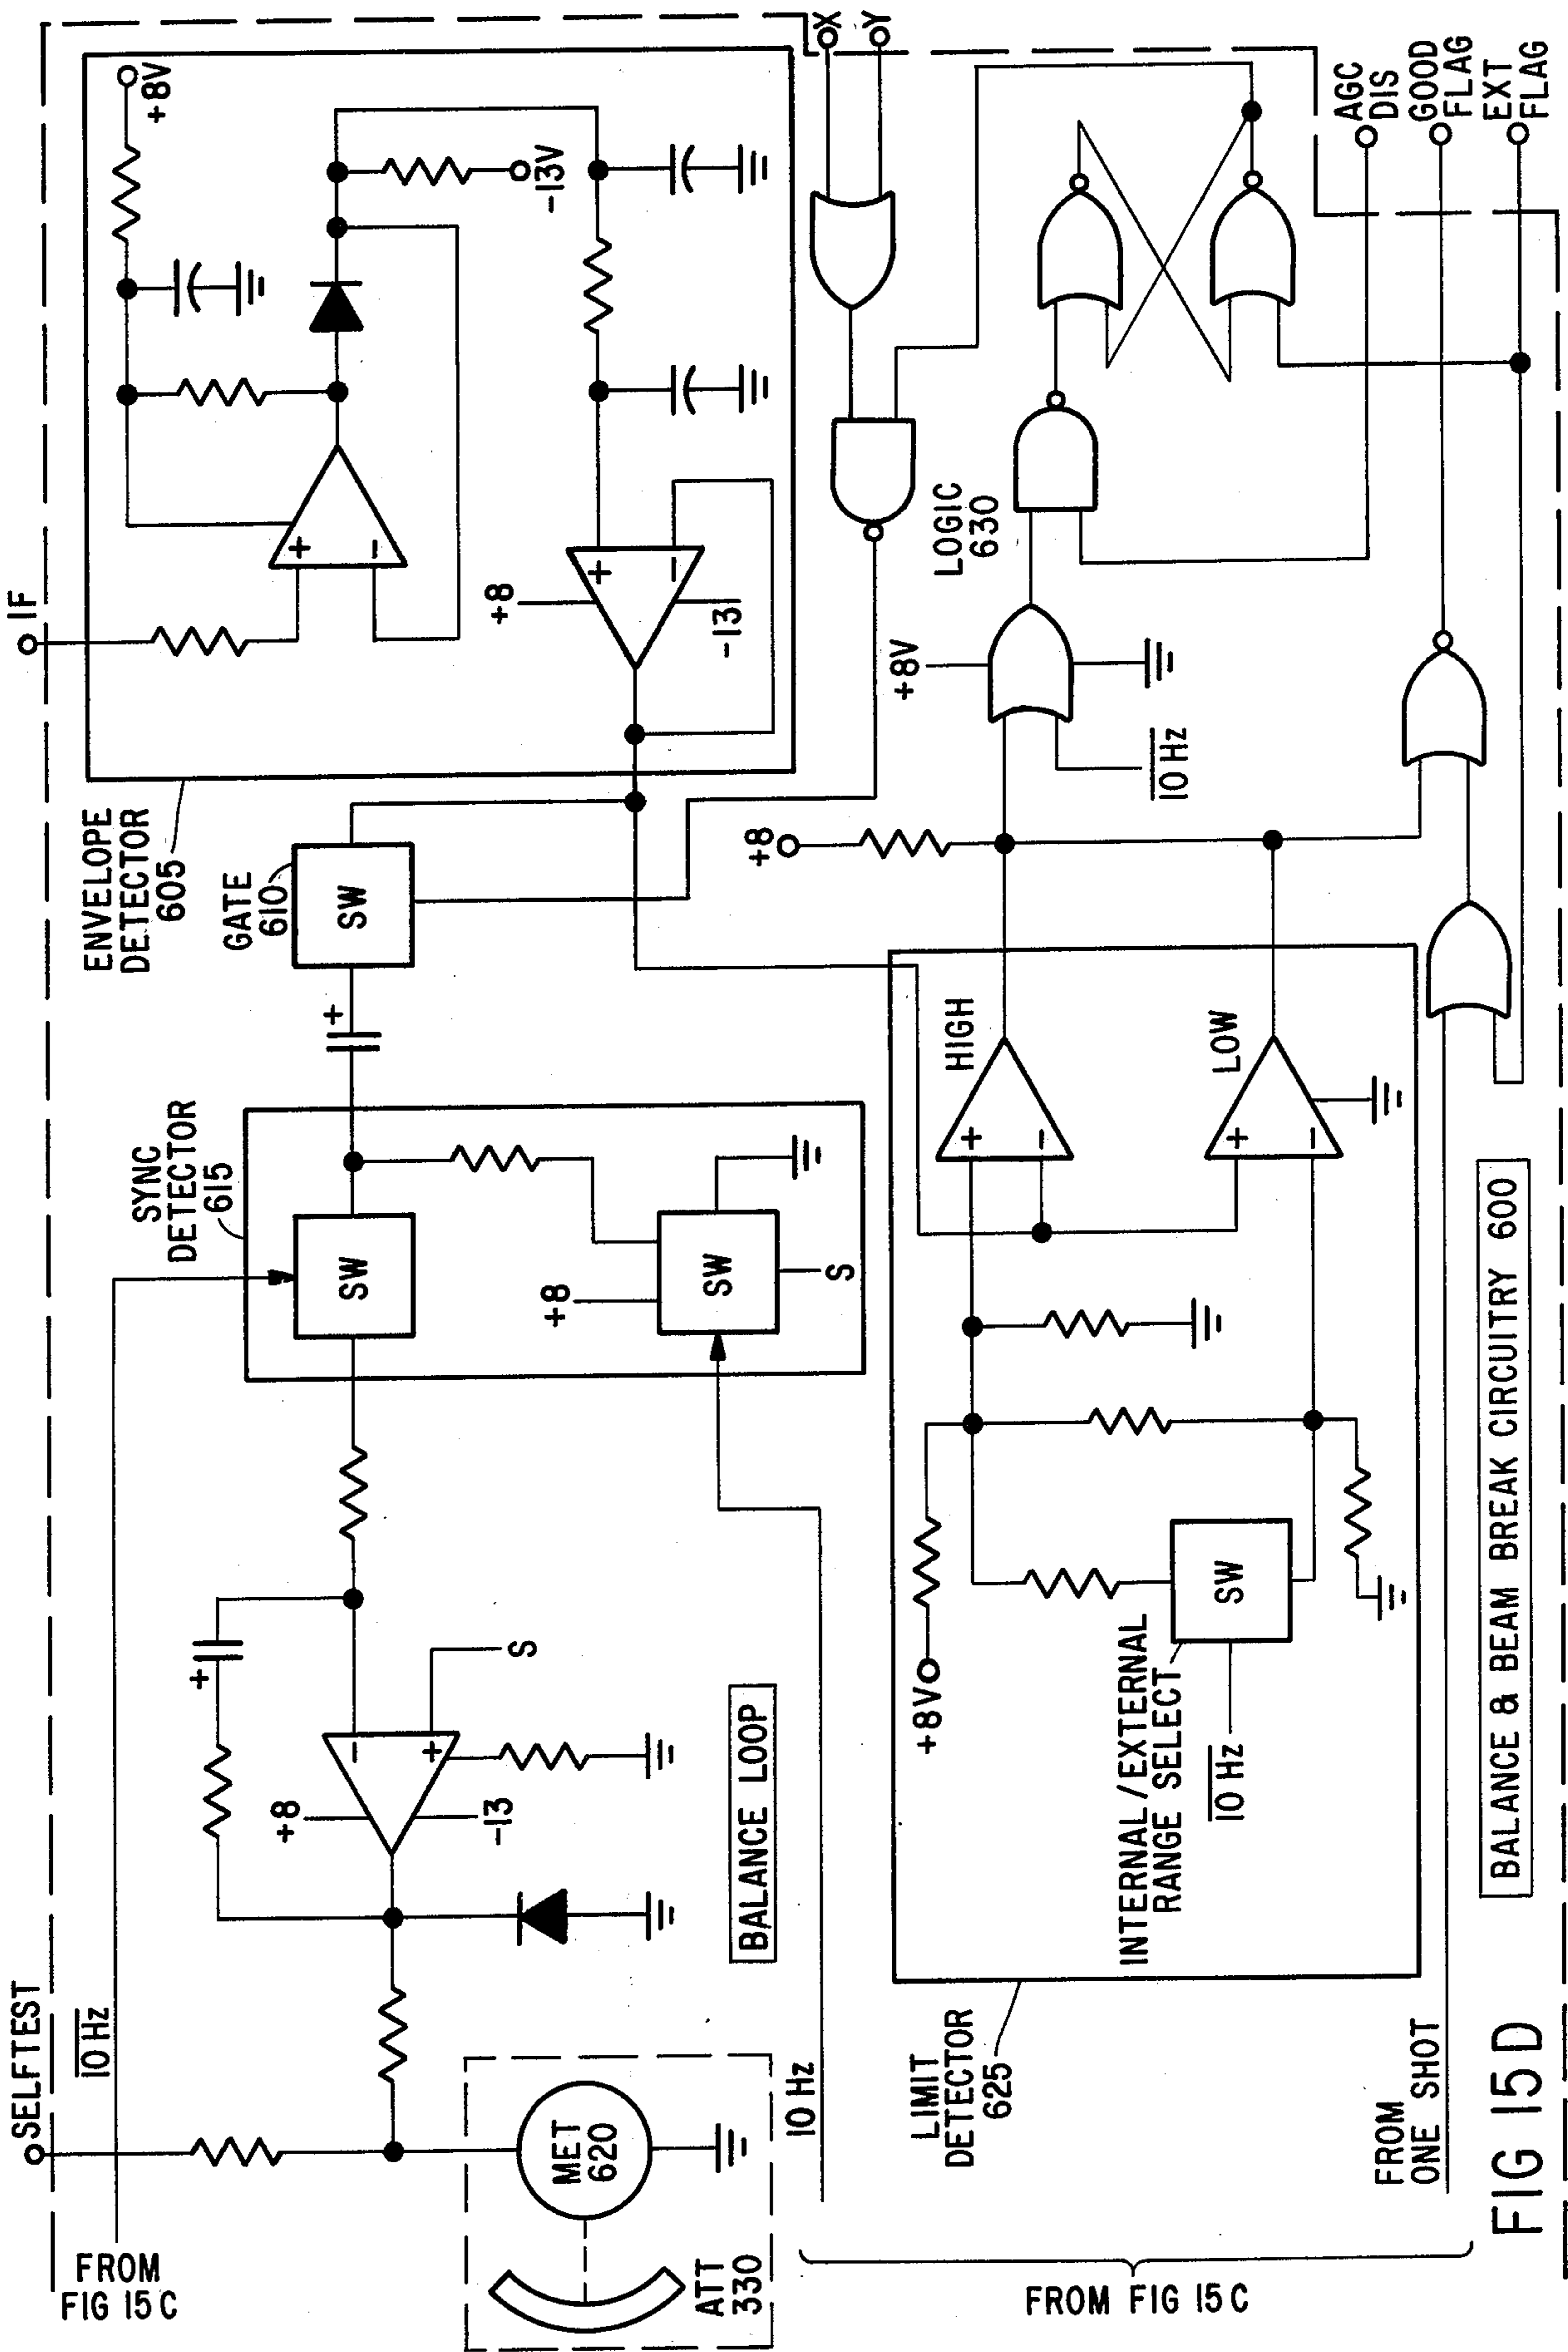 SELFTEST
IF
10 Hz
FROM
FIG 15C
SYNC
DETECTOR
615
GATE
610
ENVELOPE
DETECTOR
605
+8V
+
-
-13V
+8
+
-
-13
SW
SW
+8
SW
S
+
+
S
-
+
+8
-13
MET
620
ATT
330
BALANCE LOOP
10 Hz
X
Y
LOGIC
630
+8
+8V
10 Hz
AGC
DIS
GOOD
FLAG
EXT
FLAG
LIMIT
DETECTOR
625
+8V
HIGH
+
-
LOW
+
-
SW
INTERNAL/EXTERNAL
RANGE SELECT
10 Hz
FROM
ONE SHOT
FROM FIG 15C
BALANCE & BEAM BREAK CIRCUITRY 600
FIG 15D